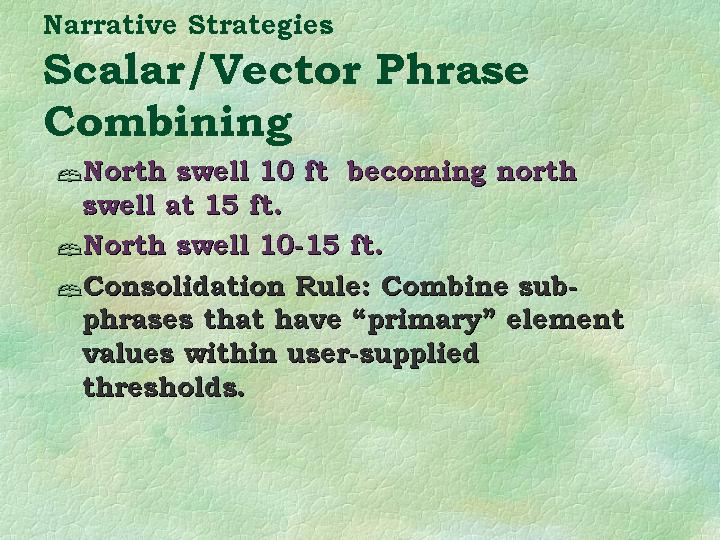 Narrative Strategies
Scalar/Vector Phrase
Combining
North swell 10 ft  becoming north
swell at 15 ft.
North swell 10-15 ft.
Consolidation Rule: Combine sub-
phrases that have “primary” element
values within user-supplied
thresholds.